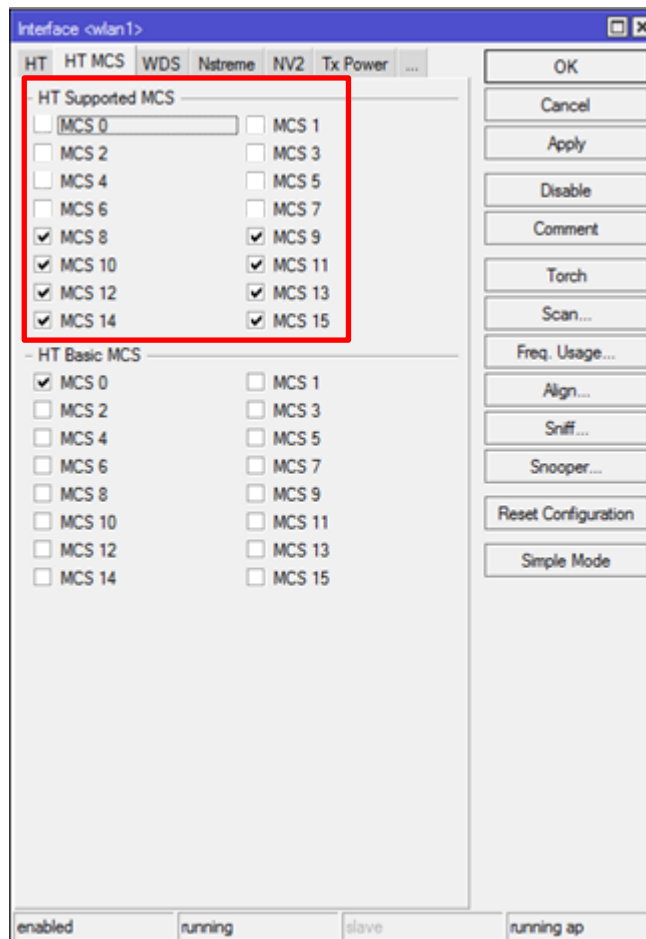 Interface <wlan1>
HT HT MCS WDS Nstreme NV2 Tx Power ...
HT Supported MCS
MCS 0 MCS 1
MCS 2 MCS 3
MCS 4 MCS 5
MCS 6 MCS 7
MCS 8 MCS 9
MCS 10 MCS 11
MCS 12 MCS 13
MCS 14 MCS 15
HT Basic MCS
MCS 0 MCS 1
MCS 2 MCS 3
MCS 4 MCS 5
MCS 6 MCS 7
MCS 8 MCS 9
MCS 10 MCS 11
MCS 12 MCS 13
MCS 14 MCS 15
OK
Cancel
Apply
Disable
Comment
Torch
Scan...
Freq. Usage...
Align...
Sniff...
Snooper...
Reset Configuration
Simple Mode
enabled running slave running ap